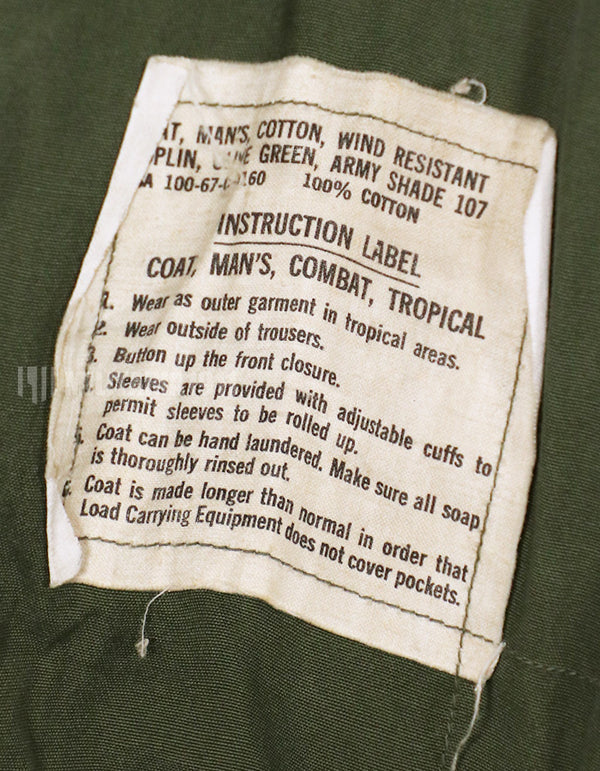 MAN'S, COTTON, WIND RESISTANT
GREEN, ARMY SHADE 107
100% COTTON
INSTRUCTION LABEL
COAT, MAN'S, COMBAT, TROPICAL
1. Wear as outer garment in tropical areas.
2. Wear outside of trousers.
3. Button up the front closure.
Sleeves are provided with adjustable cuffs to
permit sleeves to be rolled up.
Coat can be hand laundered. Make sure all soap
is thoroughly rinsed out.
Coat is made longer than normal in order that
Load Carrying Equipment does not cover pockets.